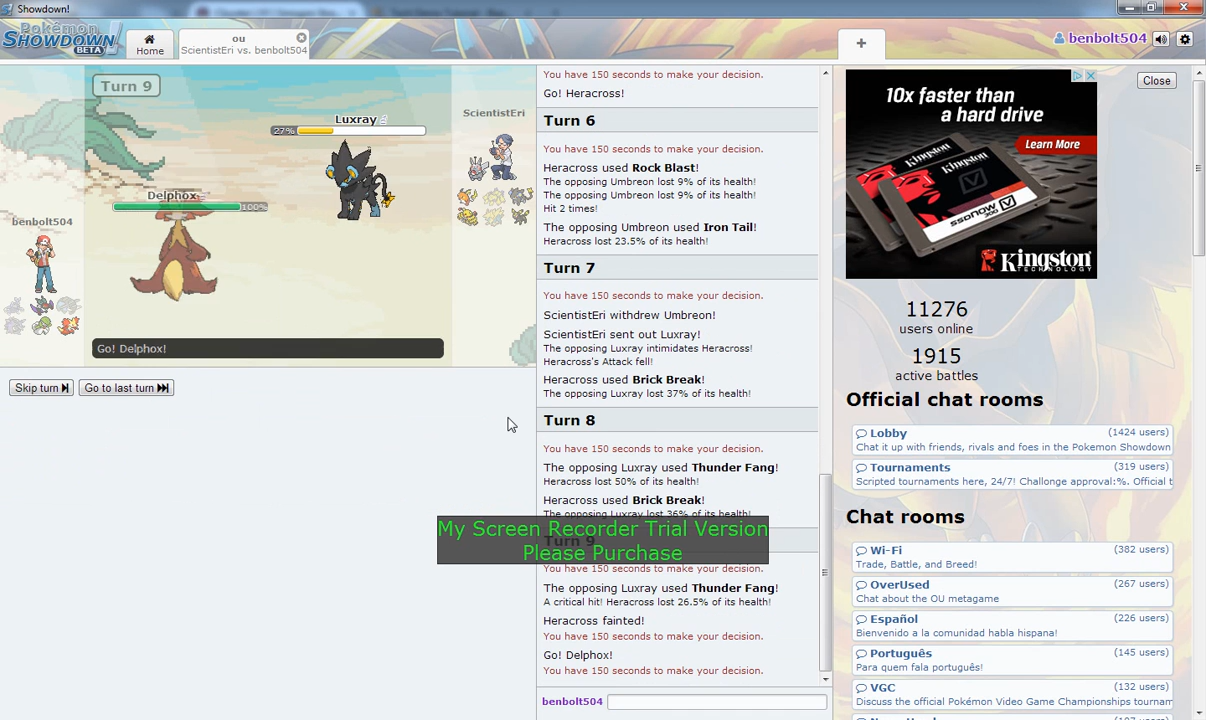 Showdown!
Pokémon
SHOWDOWN!
BETA
Home
ou
ScientistEri vs. benbolt504
+
benbolt504
Turn 9
Luxray
27%
Delphox
100%
benbolt504
ScientistEri
Go! Delphox!
Skip turn
Go to last turn
You have 150 seconds to make your decision.
Go! Heracross!
Turn 6
You have 150 seconds to make your decision.
Heracross used Rock Blast!
The opposing Umbreon lost 9% of its health!
The opposing Umbreon lost 9% of its health!
Hit 2 times!
The opposing Umbreon used Iron Tail!
Heracross lost 23.5% of its health!
Turn 7
You have 150 seconds to make your decision.
ScientistEri withdrew Umbreon!
ScientistEri sent out Luxray!
The opposing Luxray intimidates Heracross!
Heracross's Attack fell!
Heracross used Brick Break!
The opposing Luxray lost 37% of its health!
Turn 8
You have 150 seconds to make your decision.
The opposing Luxray used Thunder Fang!
Heracross lost 50% of its health!
Heracross used Brick Break!
The opposing Luxray lost 36% of its health!
My Screen Recorder Trial Version
Please Purchase
Turn 9
You have 150 seconds to make your decision.
The opposing Luxray used Thunder Fang!
A critical hit! Heracross lost 26.5% of its health!
Heracross fainted!
You have 150 seconds to make your decision.
Go! Delphox!
You have 150 seconds to make your decision.
benbolt504
10x faster than
a hard drive
Learn More
Kingston
SSDNOW V
Kingston
TECHNOLOGY
Close
11276
users online
1915
active battles
Official chat rooms
Lobby (1424 users)
Chat it up with friends, rivals and foes in the Pokemon Showdown
Tournaments (319 users)
Scripted tournaments here, 24/7! Challonge approval:%. Official t
Chat rooms
Wi-Fi (382 users)
Trade, Battle, and Breed!
OverUsed (267 users)
Chat about the OU metagame
Español (226 users)
Bienvenido a la comunidad habla hispana!
Português (145 users)
Para quem fala português!
VGC (132 users)
Discuss the official Pokémon Video Game Championships tournam